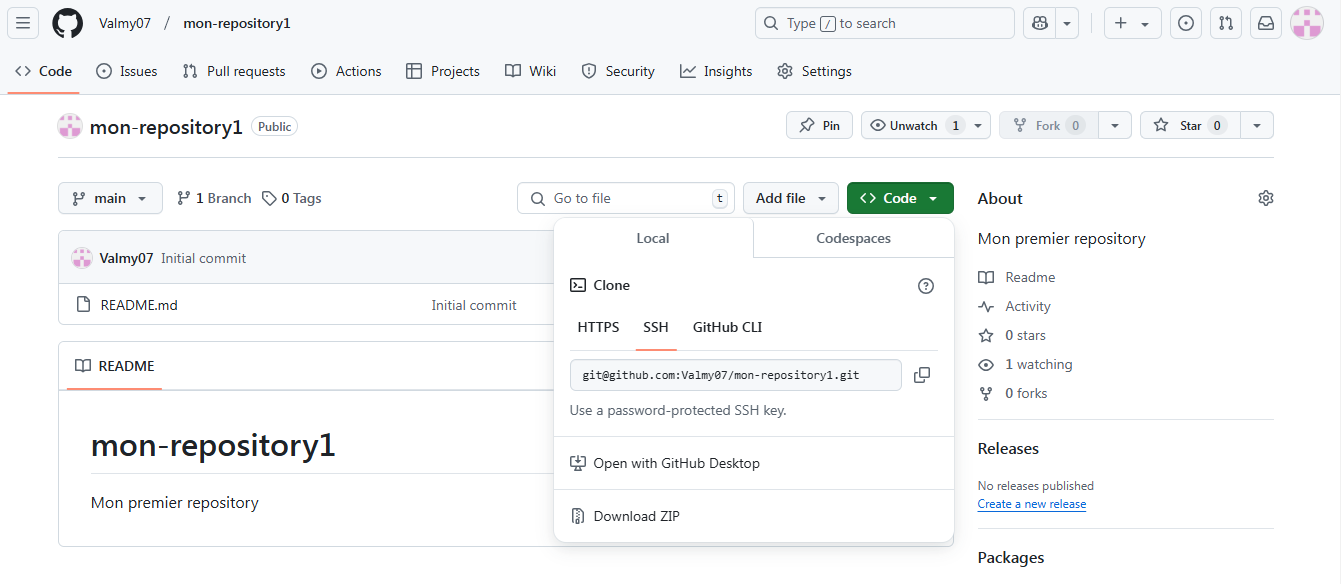 Valmy07 / mon-repository1
Type / to search
Code Issues Pull requests Actions Projects Wiki Security Insights Settings
mon-repository1 Public
Pin Unwatch 1 Fork 0 Star 0
main 1 Branch 0 Tags
Go to file t
Add file Code
Valmy07 Initial commit
README.md Initial commit
README
mon-repository1
Mon premier repository
Local Codespaces
Clone
HTTPS SSH GitHub CLI
git@github.com:Valmy07/mon-repository1.git
Use a password-protected SSH key.
Open with GitHub Desktop
Download ZIP
About
Mon premier repository
Readme
Activity
0 stars
1 watching
0 forks
Releases
No releases published
Create a new release
Packages